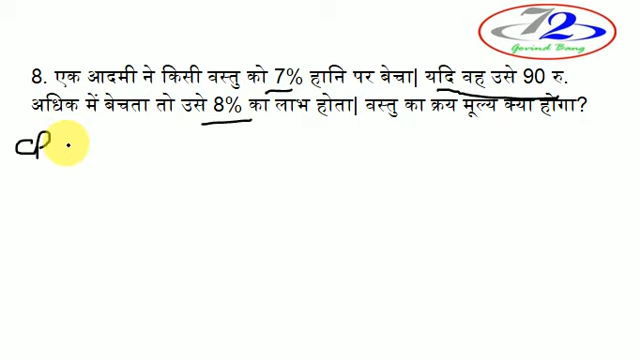 72
Govind Bang
8. एक आदमी ने किसी वस्तु को 7% हानि पर बेचा| यदि वह उसे 90 रु.
अधिक में बेचता तो उसे 8% का लाभ होता| वस्तु का क्रय मूल्य क्या होगा?
CP